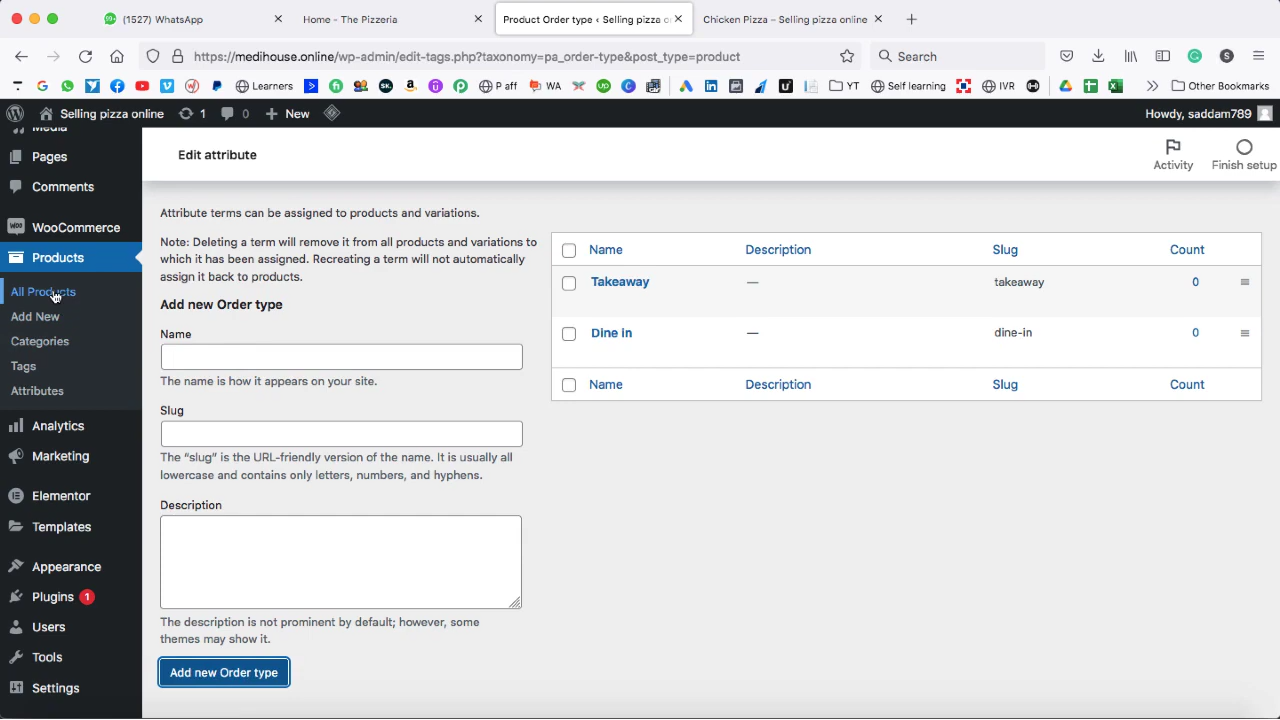 (1527) WhatsApp
Home - The Pizzeria
Product Order type ‹ Selling pizza o
Chicken Pizza – Selling pizza online
https://medihouse.online/wp-admin/edit-tags.php?taxonomy=pa_order-type&post_type=product
Search
Learners
P aff
WA
YT
Self learning
IVR
Other Bookmarks
Selling pizza online
1
0
New
Howdy, saddam789
Media
Pages
Comments
WooCommerce
Products
All Products
Add New
Categories
Tags
Attributes
Analytics
Marketing
Elementor
Templates
Appearance
Plugins 1
Users
Tools
Settings
Edit attribute
Activity
Finish setup
Attribute terms can be assigned to products and variations.
Note: Deleting a term will remove it from all products and variations to
which it has been assigned. Recreating a term will not automatically
assign it back to products.
Add new Order type
Name
The name is how it appears on your site.
Slug
The “slug” is the URL-friendly version of the name. It is usually all
lowercase and contains only letters, numbers, and hyphens.
Description
The description is not prominent by default; however, some
themes may show it.
Add new Order type
Name Description Slug Count
Takeaway — takeaway 0
Dine in — dine-in 0
Name Description Slug Count